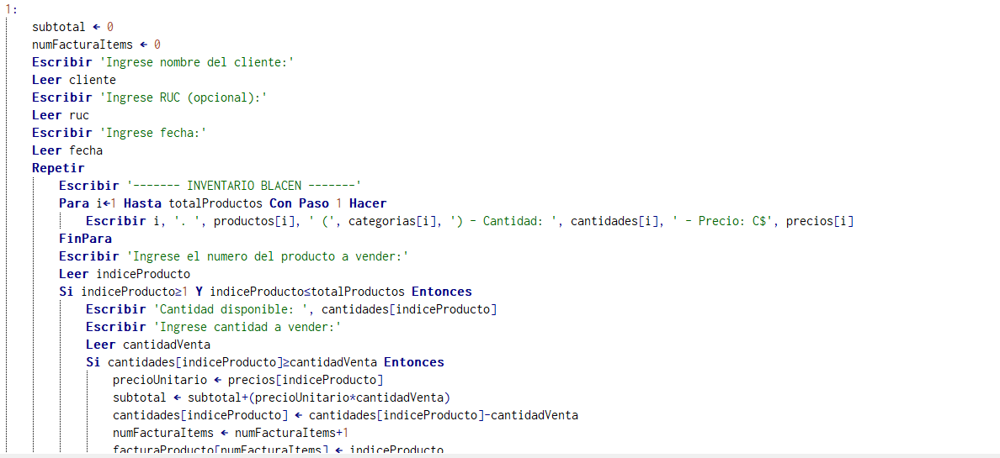 1:
subtotal ← 0
numFacturaItems ← 0
Escribir 'Ingrese nombre del cliente:'
Leer cliente
Escribir 'Ingrese RUC (opcional):'
Leer ruc
Escribir 'Ingrese fecha:'
Leer fecha
Repetir
Escribir '------- INVENTARIO BLACEN -------'
Para i←1 Hasta totalProductos Con Paso 1 Hacer
Escribir i, '. ', productos[i], ' (', categorias[i], ') - Cantidad: ', cantidades[i], ' - Precio: C$', precios[i]
FinPara
Escribir 'Ingrese el numero del producto a vender:'
Leer indiceProducto
Si indiceProducto≥1 Y indiceProducto≤totalProductos Entonces
Escribir 'Cantidad disponible: ', cantidades[indiceProducto]
Escribir 'Ingrese cantidad a vender:'
Leer cantidadVenta
Si cantidades[indiceProducto]≥cantidadVenta Entonces
precioUnitario ← precios[indiceProducto]
subtotal ← subtotal+(precioUnitario*cantidadVenta)
cantidades[indiceProducto] ← cantidades[indiceProducto]-cantidadVenta
numFacturaItems ← numFacturaItems+1
facturaProducto[numFacturaItems] ← indiceProducto